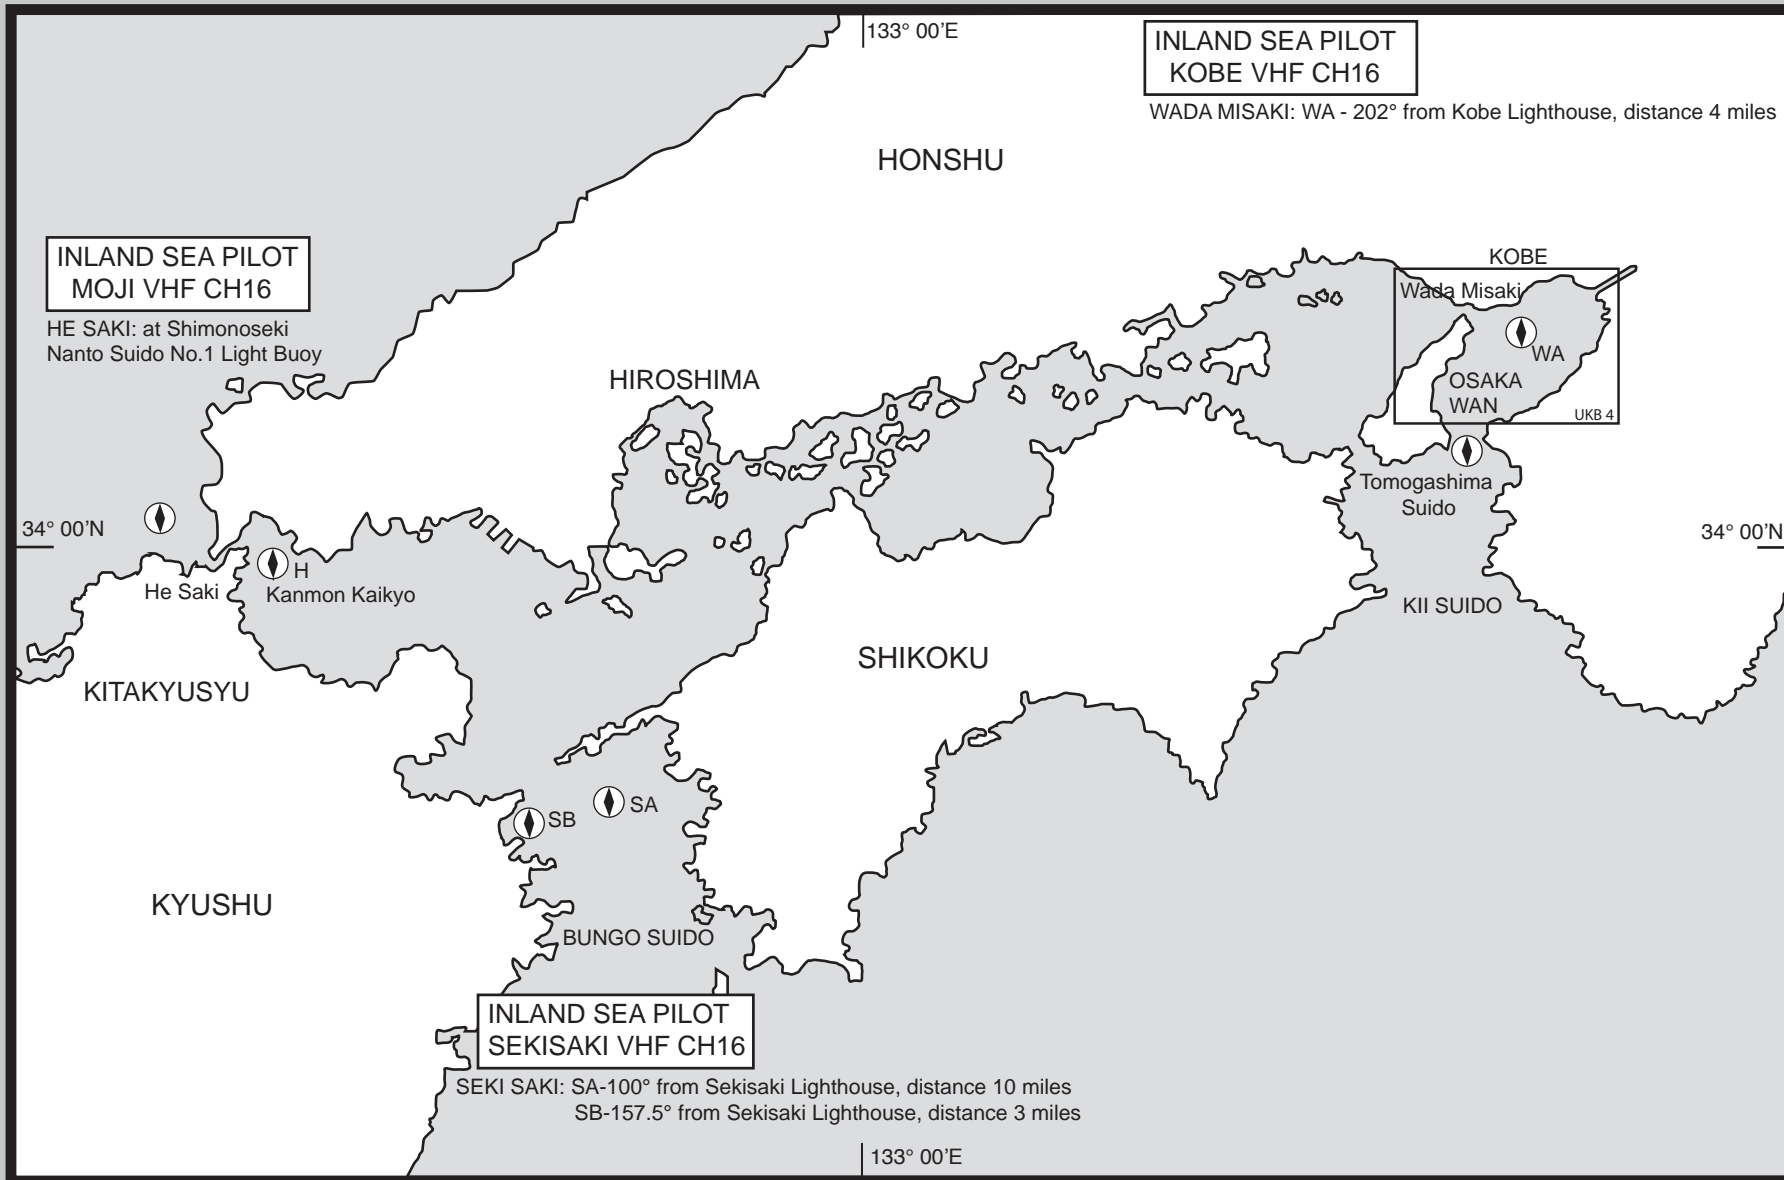 133° 00'E
INLAND SEA PILOT
KOBE VHF CH16
WADA MISAKI: WA - 202° from Kobe Lighthouse, distance 4 miles
HONSHU
INLAND SEA PILOT
MOJI VHF CH16
HE SAKI: at Shimonoseki
Nanto Suido No.1 Light Buoy
KOBE
Wada Misaki
WA
OSAKA
WAN
UKB 4
HIROSHIMA
Tomogashima
Suido
34° 00'N
34° 00'N
H
He Saki
Kanmon Kaikyo
KII SUIDO
SHIKOKU
KITAKYUSYU
SA
SB
KYUSHU
BUNGO SUIDO
INLAND SEA PILOT
SEKISAKI VHF CH16
SEKI SAKI: SA-100° from Sekisaki Lighthouse, distance 10 miles
SB-157.5° from Sekisaki Lighthouse, distance 3 miles
133° 00'E